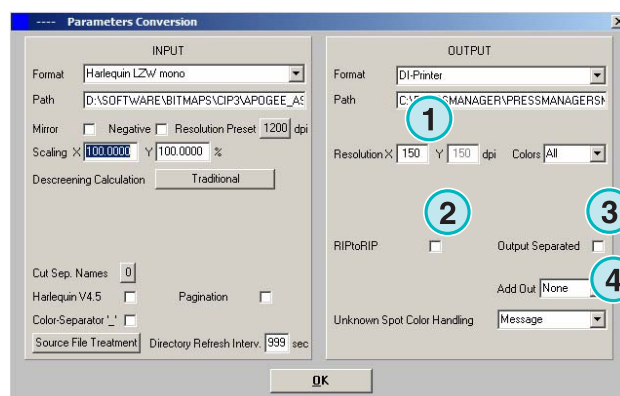 ---- Parameters Conversion
INPUT
Format Harlequin LZW mono
Path D:\SOFTWARE\BITMAPS\CIP3\APOGEE_AS
Mirror Negative Resolution Preset 1200 dpi
Scaling X 100.0000 Y 100.0000 %
Descreening Calculation Traditional
Cut Sep. Names 0
Harlequin V4.5 Pagination
Color-Separator '_'
Source File Treatment Directory Refresh Interv. 999 sec
OUTPUT
Format DI-Printer
Path
1
Resolution X 150 Y 150 dpi Colors All
2 3
RIPtoRIP Output Separated
4
Add Out None
Unknown Spot Color Handling Message
OK